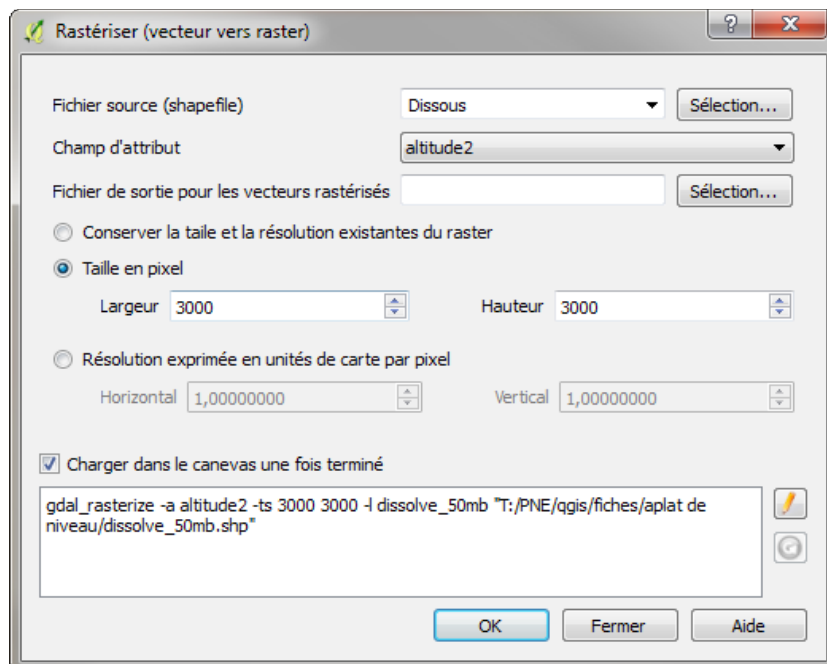 Rastériser (vecteur vers raster)
Fichier source (shapefile) Dissous Sélection...
Champ d'attribut altitude2
Fichier de sortie pour les vecteurs rastérisés Sélection...
Conserver la taile et la résolution existantes du raster
Taille en pixel
Largeur 3000 Hauteur 3000
Résolution exprimée en unités de carte par pixel
Horizontal 1,00000000 Vertical 1,00000000
Charger dans le canevas une fois terminé
gdal_rasterize -a altitude2 -ts 3000 3000 -l dissolve_50mb "T:/PNE/qgis/fiches/aplat de
niveau/dissolve_50mb.shp"
OK Fermer Aide